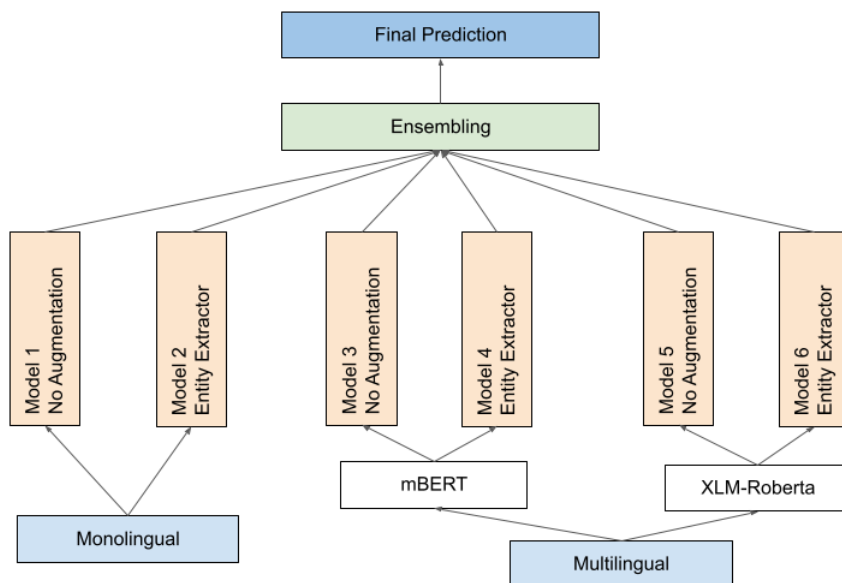 Final Prediction
Ensembling
Model 1
No Augmentation
Model 2
Entity Extractor
Model 3
No Augmentation
Model 4
Entity Extractor
Model 5
No Augmentation
Model 6
Entity Extractor
mBERT
XLM-Roberta
Monolingual
Multilingual